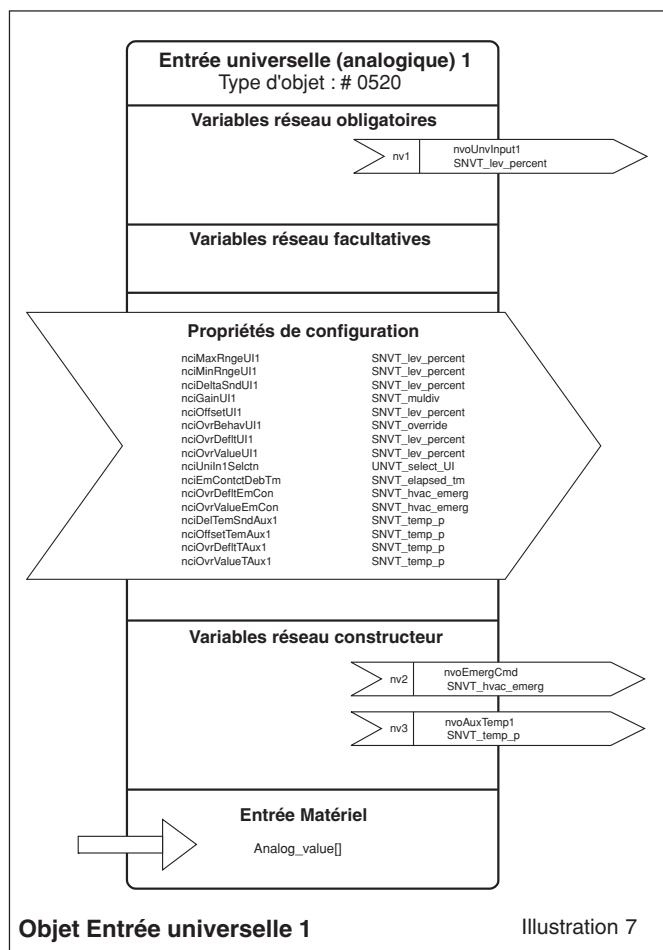 Entrée universelle (analogique) 1
Type d'objet : # 0520
Variables réseau obligatoires
nv1
nvoUnvInput1
SNVT_lev_percent
Variables réseau facultatives
Propriétés de configuration
nciMaxRngeUI1 SNVT_lev_percent
nciMinRngeUI1 SNVT_lev_percent
nciDeltaSndUI1 SNVT_lev_percent
nciGainUI1 SNVT_muldiv
nciOffsetUI1 SNVT_lev_percent
nciOvrBehavUI1 SNVT_override
nciOvrDefltUI1 SNVT_lev_percent
nciOvrValueUI1 SNVT_lev_percent
nciUniIn1Selctn UNVT_select_UI
nciEmContctDebTm SNVT_elapsed_tm
nciOvrDefltEmCon SNVT_hvac_emerg
nciOvrValueEmCon SNVT_hvac_emerg
nciDelTemSndAux1 SNVT_temp_p
nciOffsetTemAux1 SNVT_temp_p
nciOvrDefltTAux1 SNVT_temp_p
nciOvrValueTAux1 SNVT_temp_p
Variables réseau constructeur
nv2
nvoEmergCmd
SNVT_hvac_emerg
nv3
nvoAuxTemp1
SNVT_temp_p
Entrée Matériel
Analog_value[]
Objet Entrée universelle 1 Illustration 7